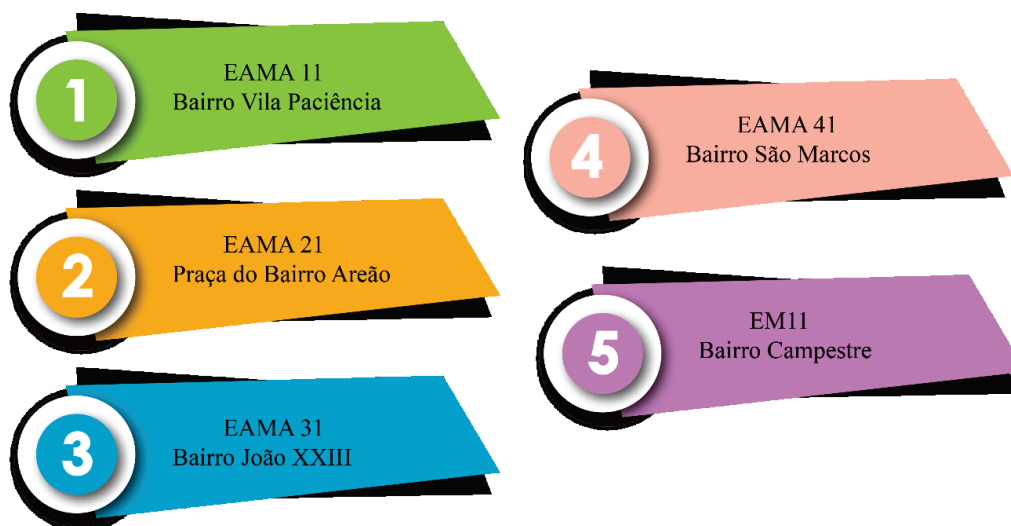 1
EAMA 11
Bairro Vila Paciência
2
EAMA 21
Praça do Bairro Areão
3
EAMA 31
Bairro João XXIII
4
EAMA 41
Bairro São Marcos
5
EM11
Bairro Campestre